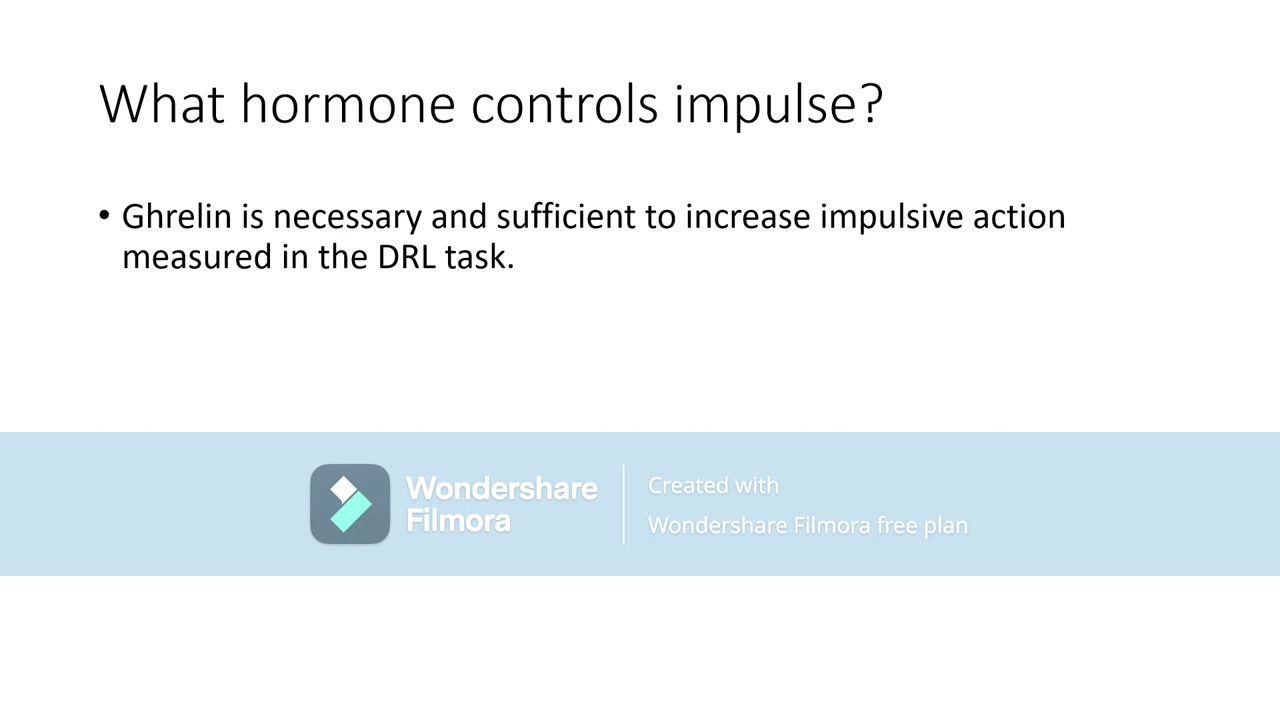 What hormone controls impulse?
• Ghrelin is necessary and sufficient to increase impulsive action
measured in the DRL task.
Wondershare
Filmora
Created with
Wondershare Filmora free plan